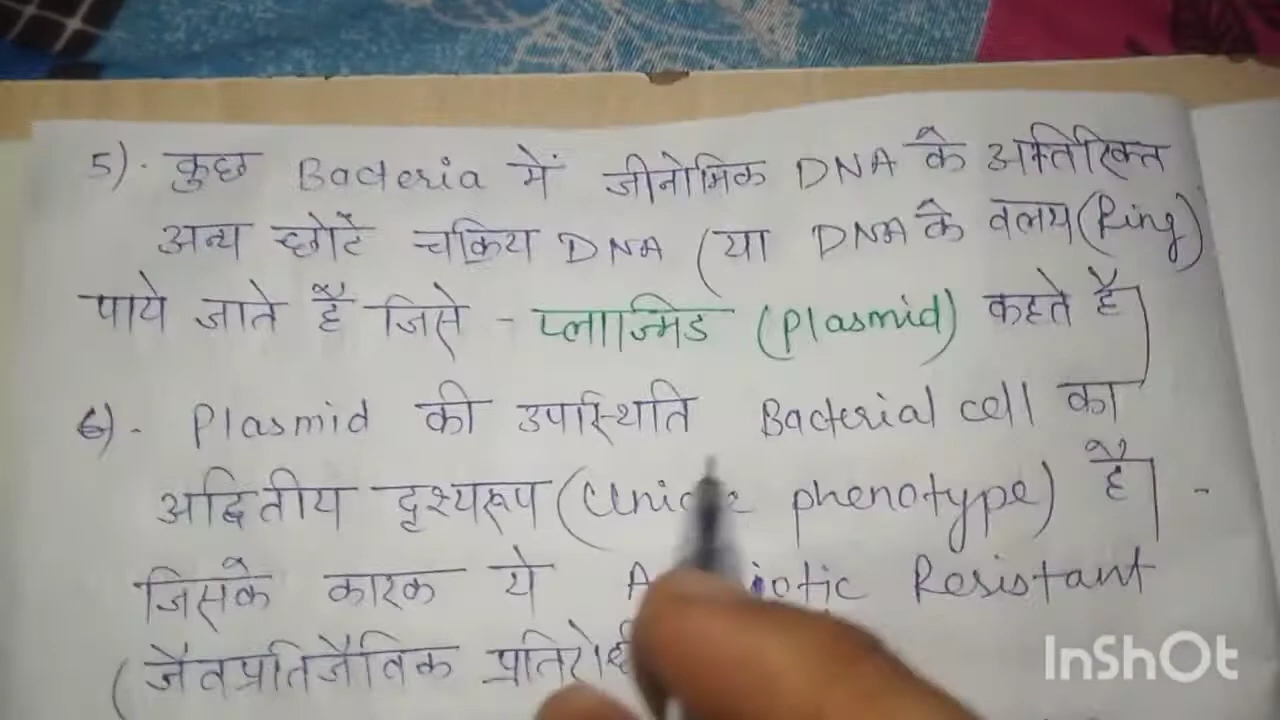 5). कुछ Bacteria में जीनोमिक DNA के अतिरिक्त
अन्य छोटे चक्रिय DNA (या DNA के वलय (Ring)
पाये जाते हैं जिसे - प्लाज्मिड (Plasmid) कहते हैं।
6). Plasmid की उपस्थिति Bacterial cell का
अद्वितीय दृश्यरूप ( phenotype) हैं। -
जिसके कारक ये Resistant
(जैवप्रतिजैविक
InShOt